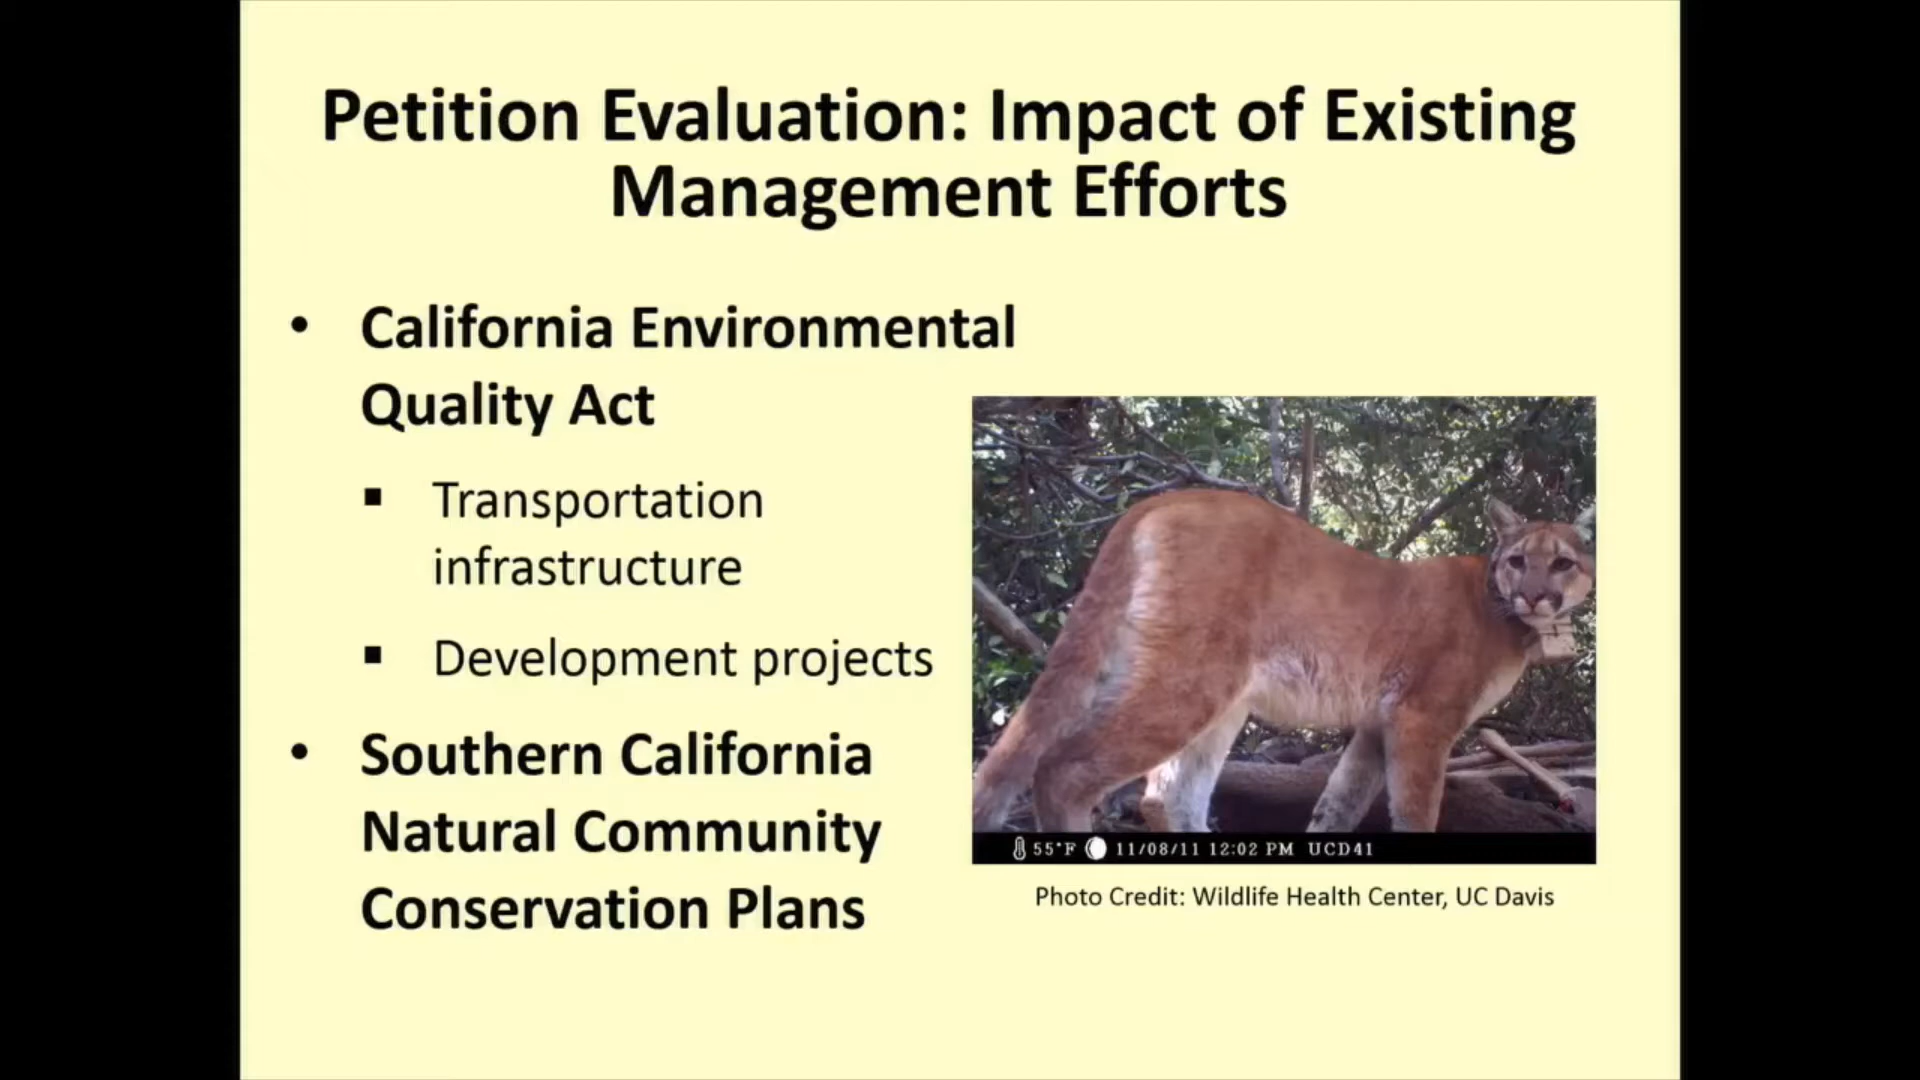 Petition Evaluation: Impact of Existing
Management Efforts
• California Environmental
Quality Act
▪ Transportation
infrastructure
▪ Development projects
• Southern California
Natural Community
Conservation Plans
55°F 11/08/11 12:02 PM UCD41
Photo Credit: Wildlife Health Center, UC Davis